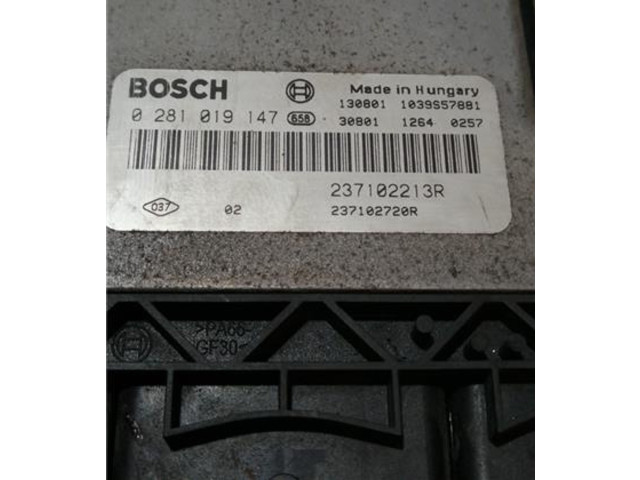 BOSCH
Made in Hungary
130801 1039S57881
0 281 019 147 658 30801 1264 0257
237102213R
037 02 237102720R
>PA66-
GF30<